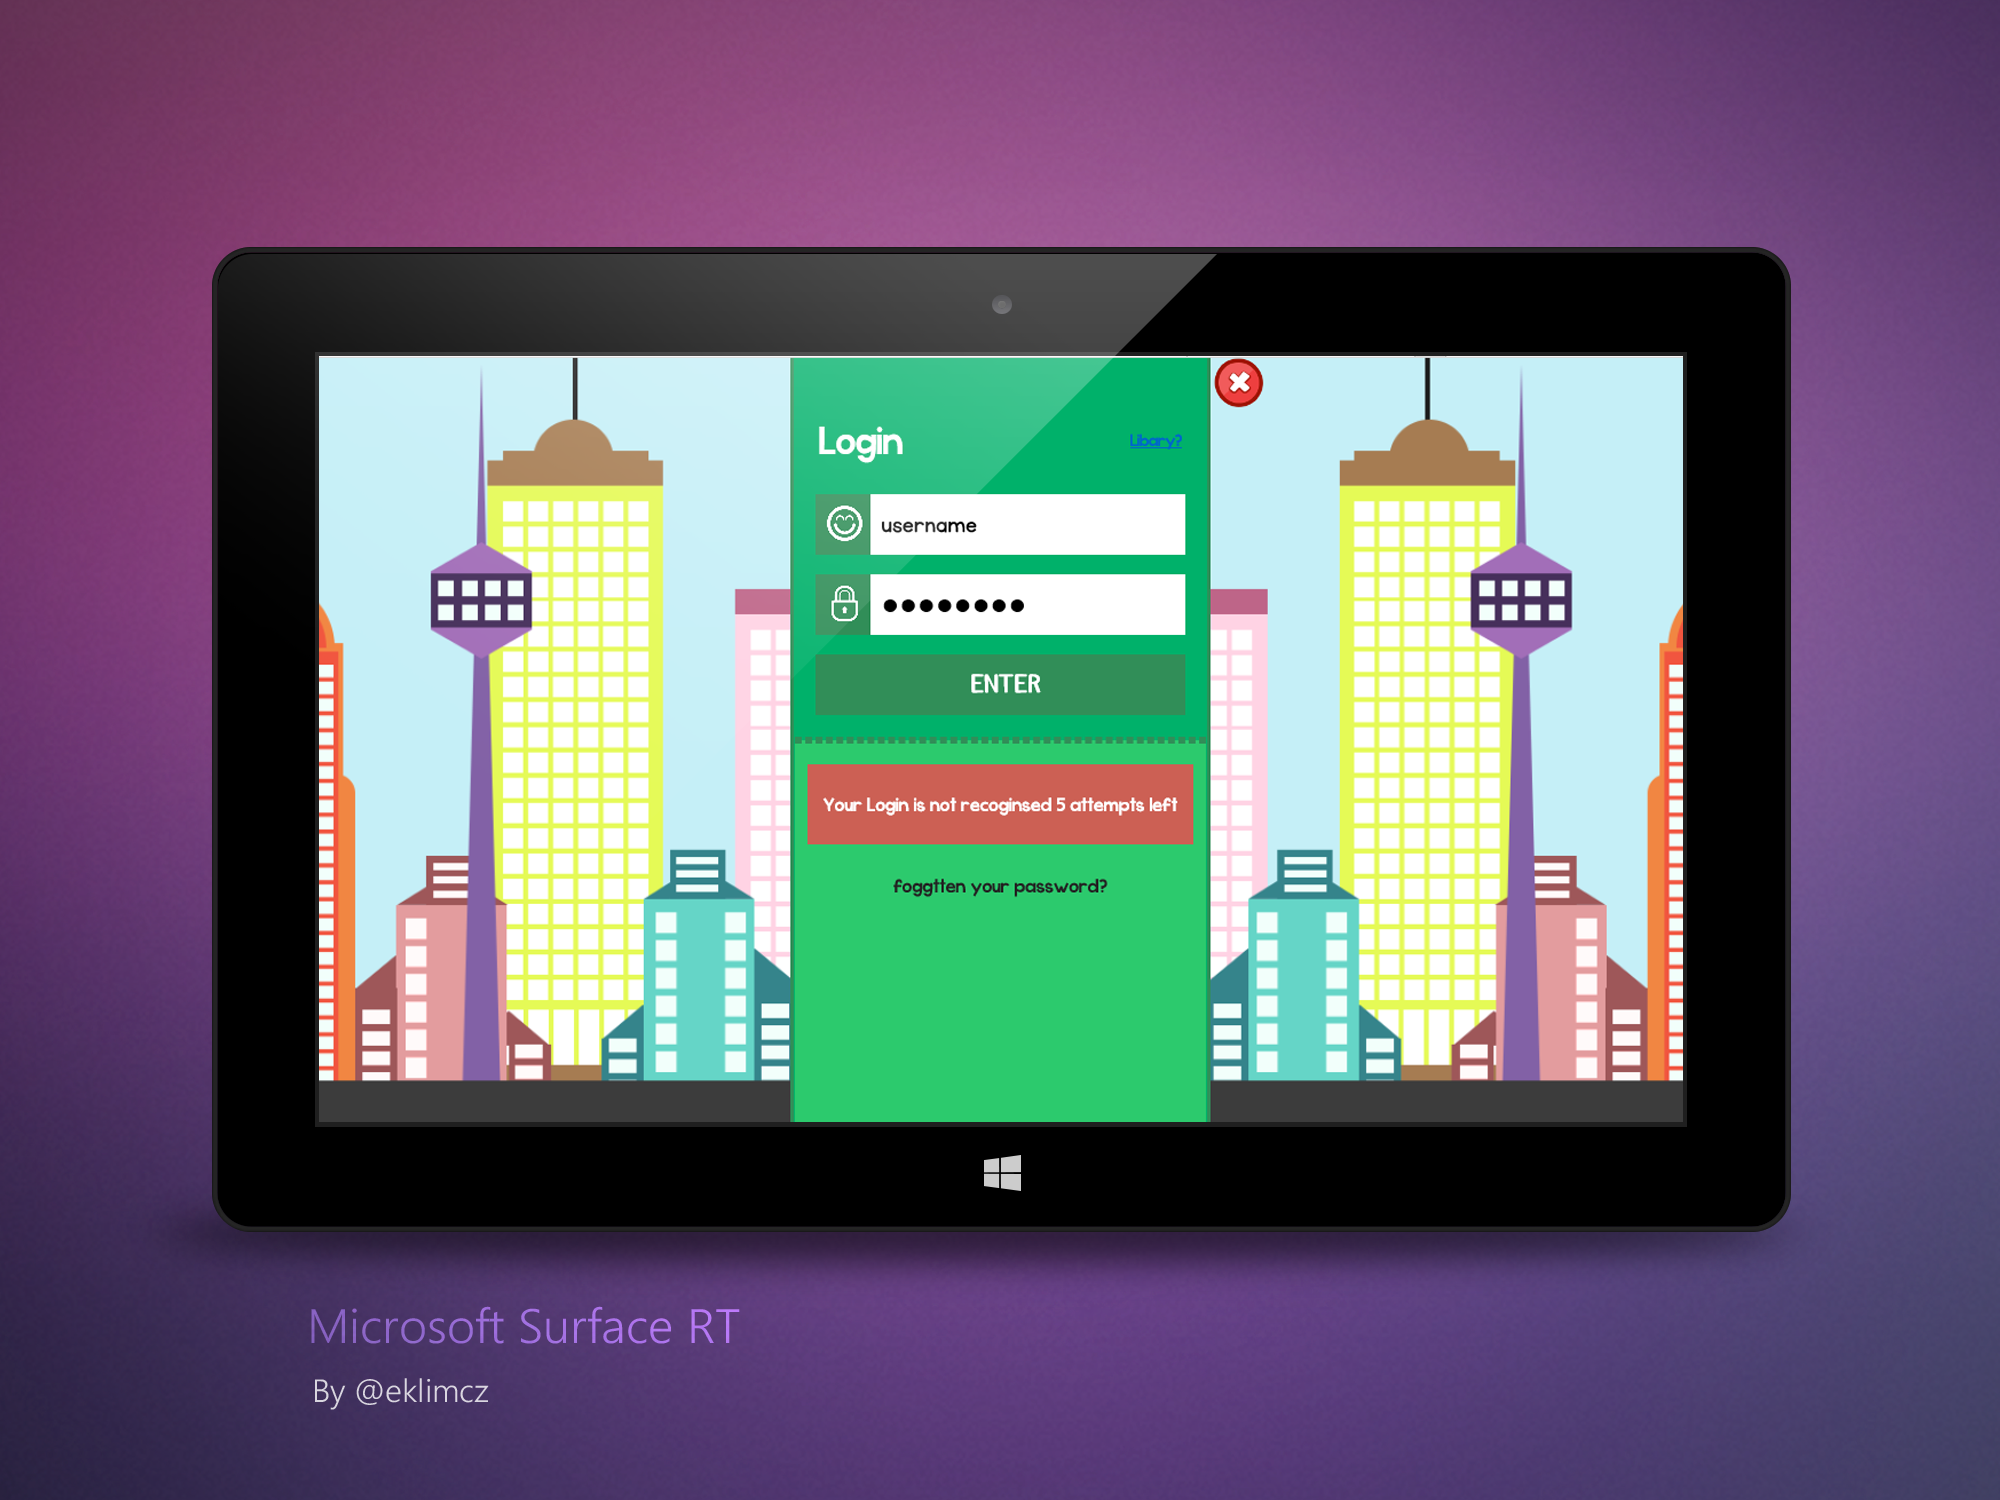 Login
Libary?
username
ENTER
Your Login is not recoginsed 5 attempts left
foggtten your password?
Microsoft Surface RT
By @eklimcz